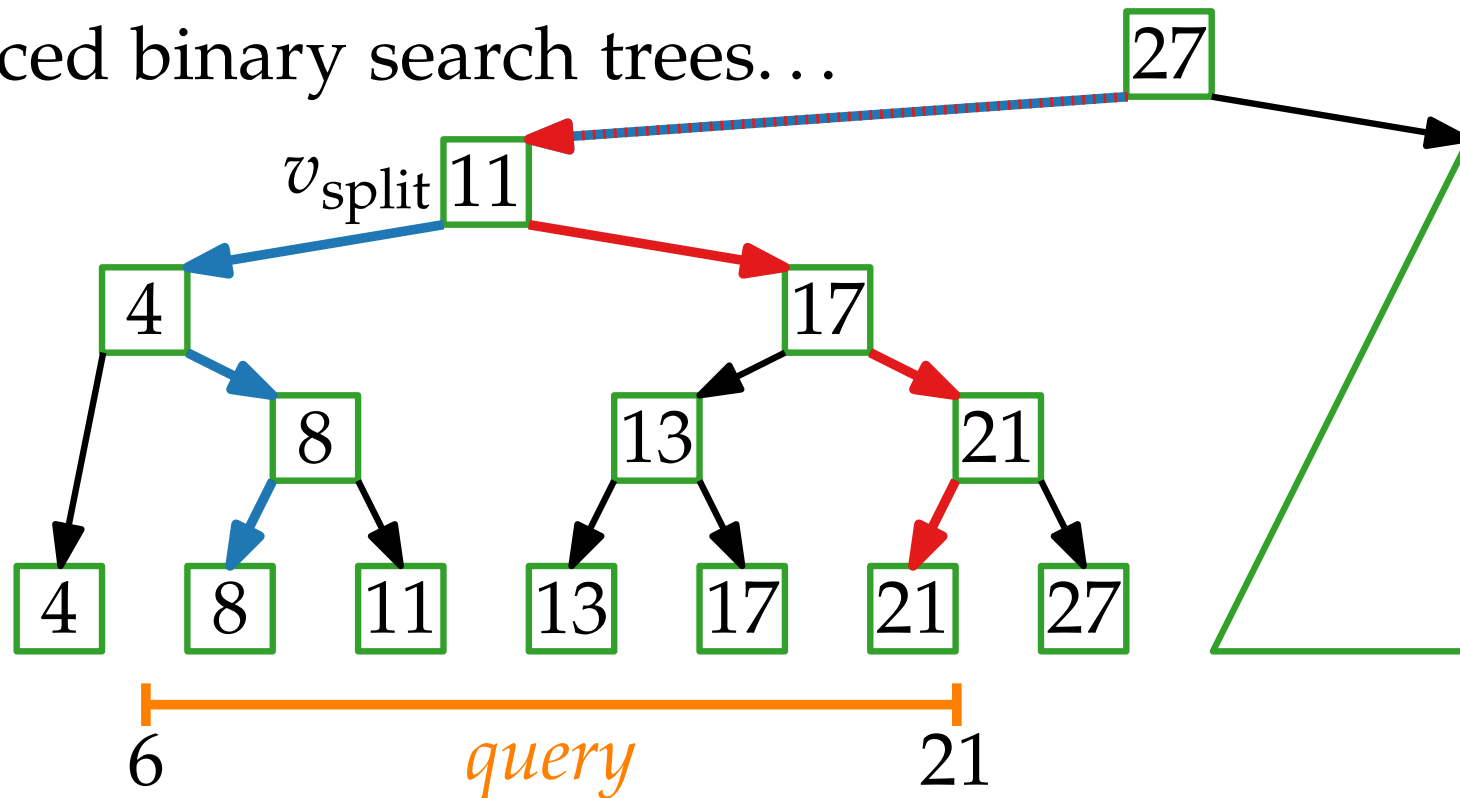 ced binary search trees…
27
v_split 11
4 17
8 13 21
4 8 11 13 17 21 27
6 query 21